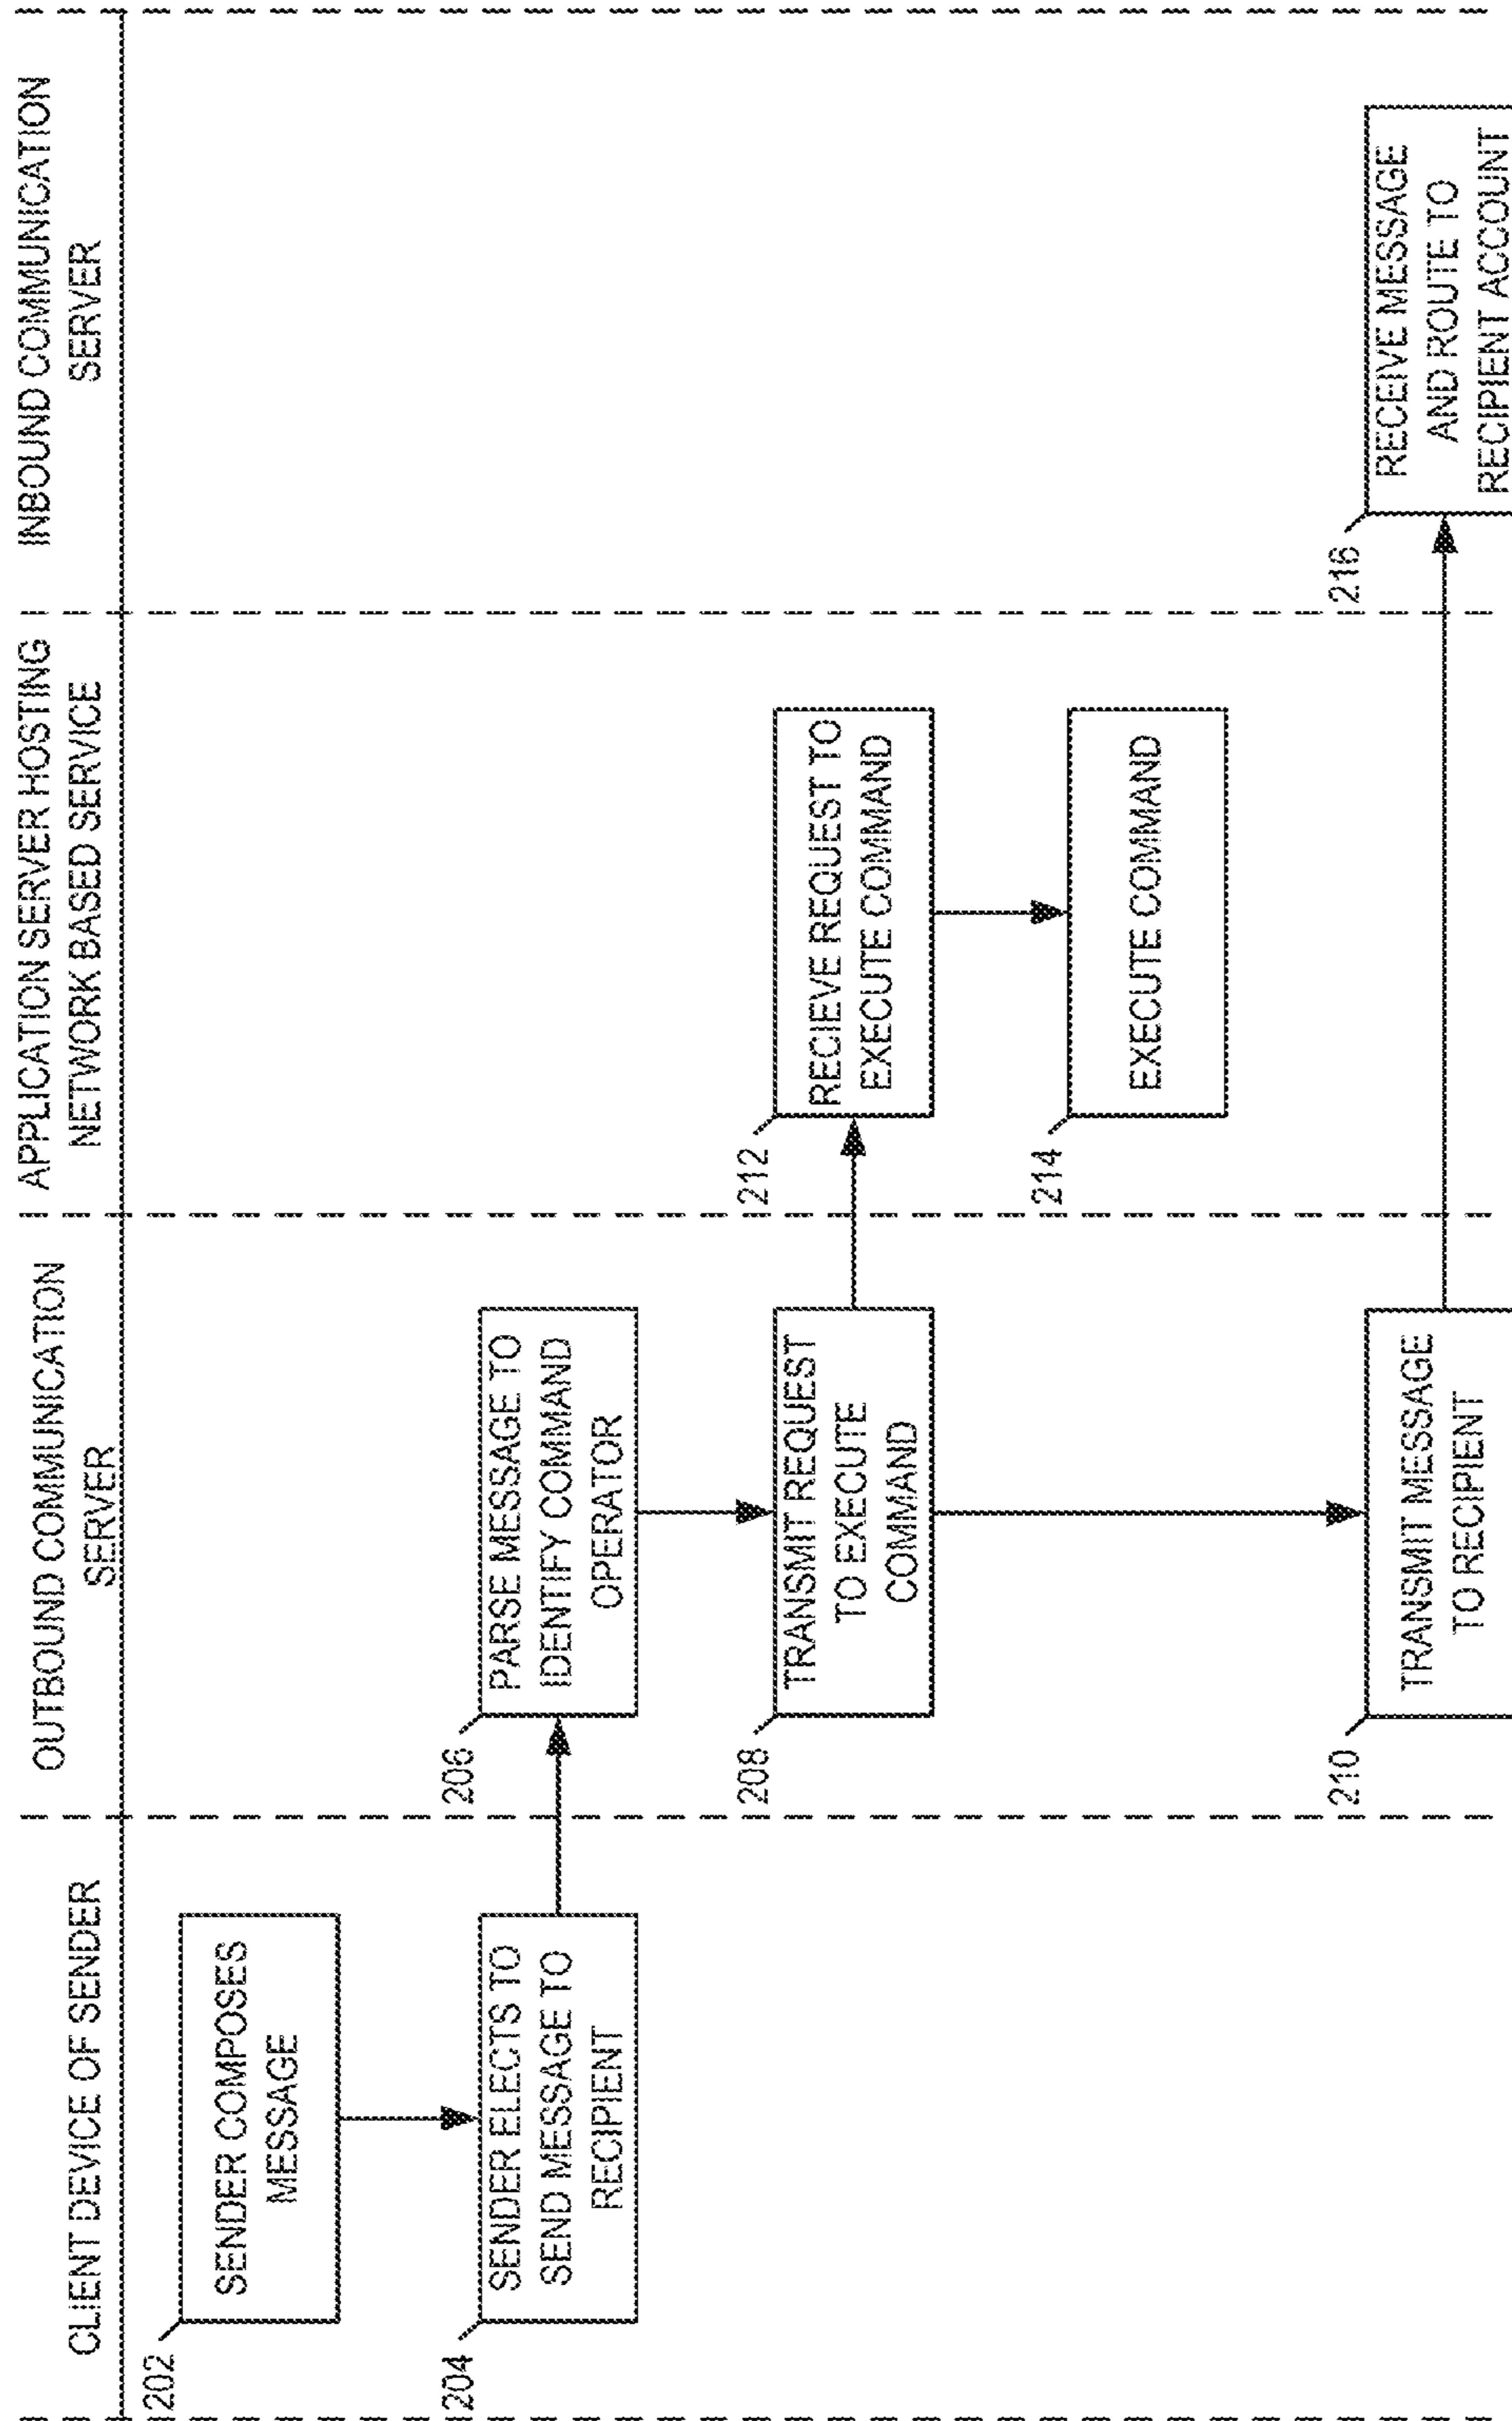 CLIENT DEVICE OF SENDER
OUTBOUND COMMUNICATION
SERVER
APPLICATION SERVER HOSTING
NETWORK BASED SERVICE
INBOUND COMMUNICATION
SERVER
202
SENDER COMPOSES
MESSAGE
204
SENDER ELECTS TO
SEND MESSAGE TO
RECIPIENT
206
PARSE MESSAGE TO
IDENTIFY COMMAND
OPERATOR
208
TRANSMIT REQUEST
TO EXECUTE
COMMAND
212
RECIEVE REQUEST TO
EXECUTE COMMAND
214
EXECUTE COMMAND
210
TRANSMIT MESSAGE
TO RECIPIENT
216
RECEIVE MESSAGE
AND ROUTE TO
RECIPIENT ACCOUNT